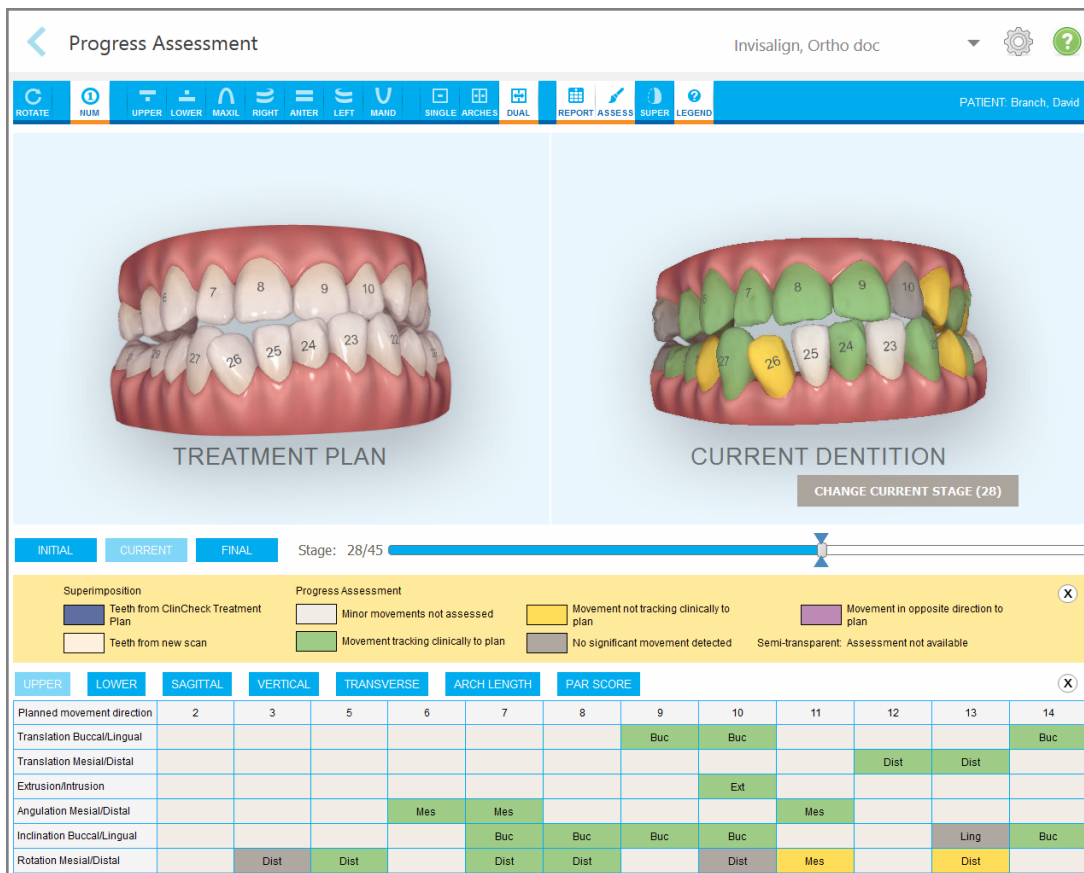 Progress Assessment
Invisalign, Ortho doc
?
ROTATE NUM UPPER LOWER MAXIL RIGHT ANTER LEFT MAND SINGLE ARCHES DUAL REPORT ASSESS SUPER LEGEND
PATIENT: Branch, David
7 8 9 10
27 26 25 24 23 22
TREATMENT PLAN
7 8 9 10
27 26 25 24 23
CURRENT DENTITION
CHANGE CURRENT STAGE (28)
INITIAL CURRENT FINAL Stage: 28/45
Superimposition Progress Assessment X
Teeth from ClinCheck Treatment
Plan
Minor movements not assessed
Movement not tracking clinically to
plan
Movement in opposite direction to
plan
Teeth from new scan
Movement tracking clinically to plan
No significant movement detected
Semi-transparent: Assessment not available
UPPER LOWER SAGITTAL VERTICAL TRANSVERSE ARCH LENGTH PAR SCORE X
Planned movement direction 2 3 5 6 7 8 9 10 11 12 13 14
Translation Buccal/Lingual Buc Buc Buc
Translation Mesial/Distal Dist Dist
Extrusion/Intrusion Ext
Angulation Mesial/Distal Mes Mes Mes
Inclination Buccal/Lingual Buc Buc Buc Buc Ling Buc
Rotation Mesial/Distal Dist Dist Dist Dist Dist Mes Dist